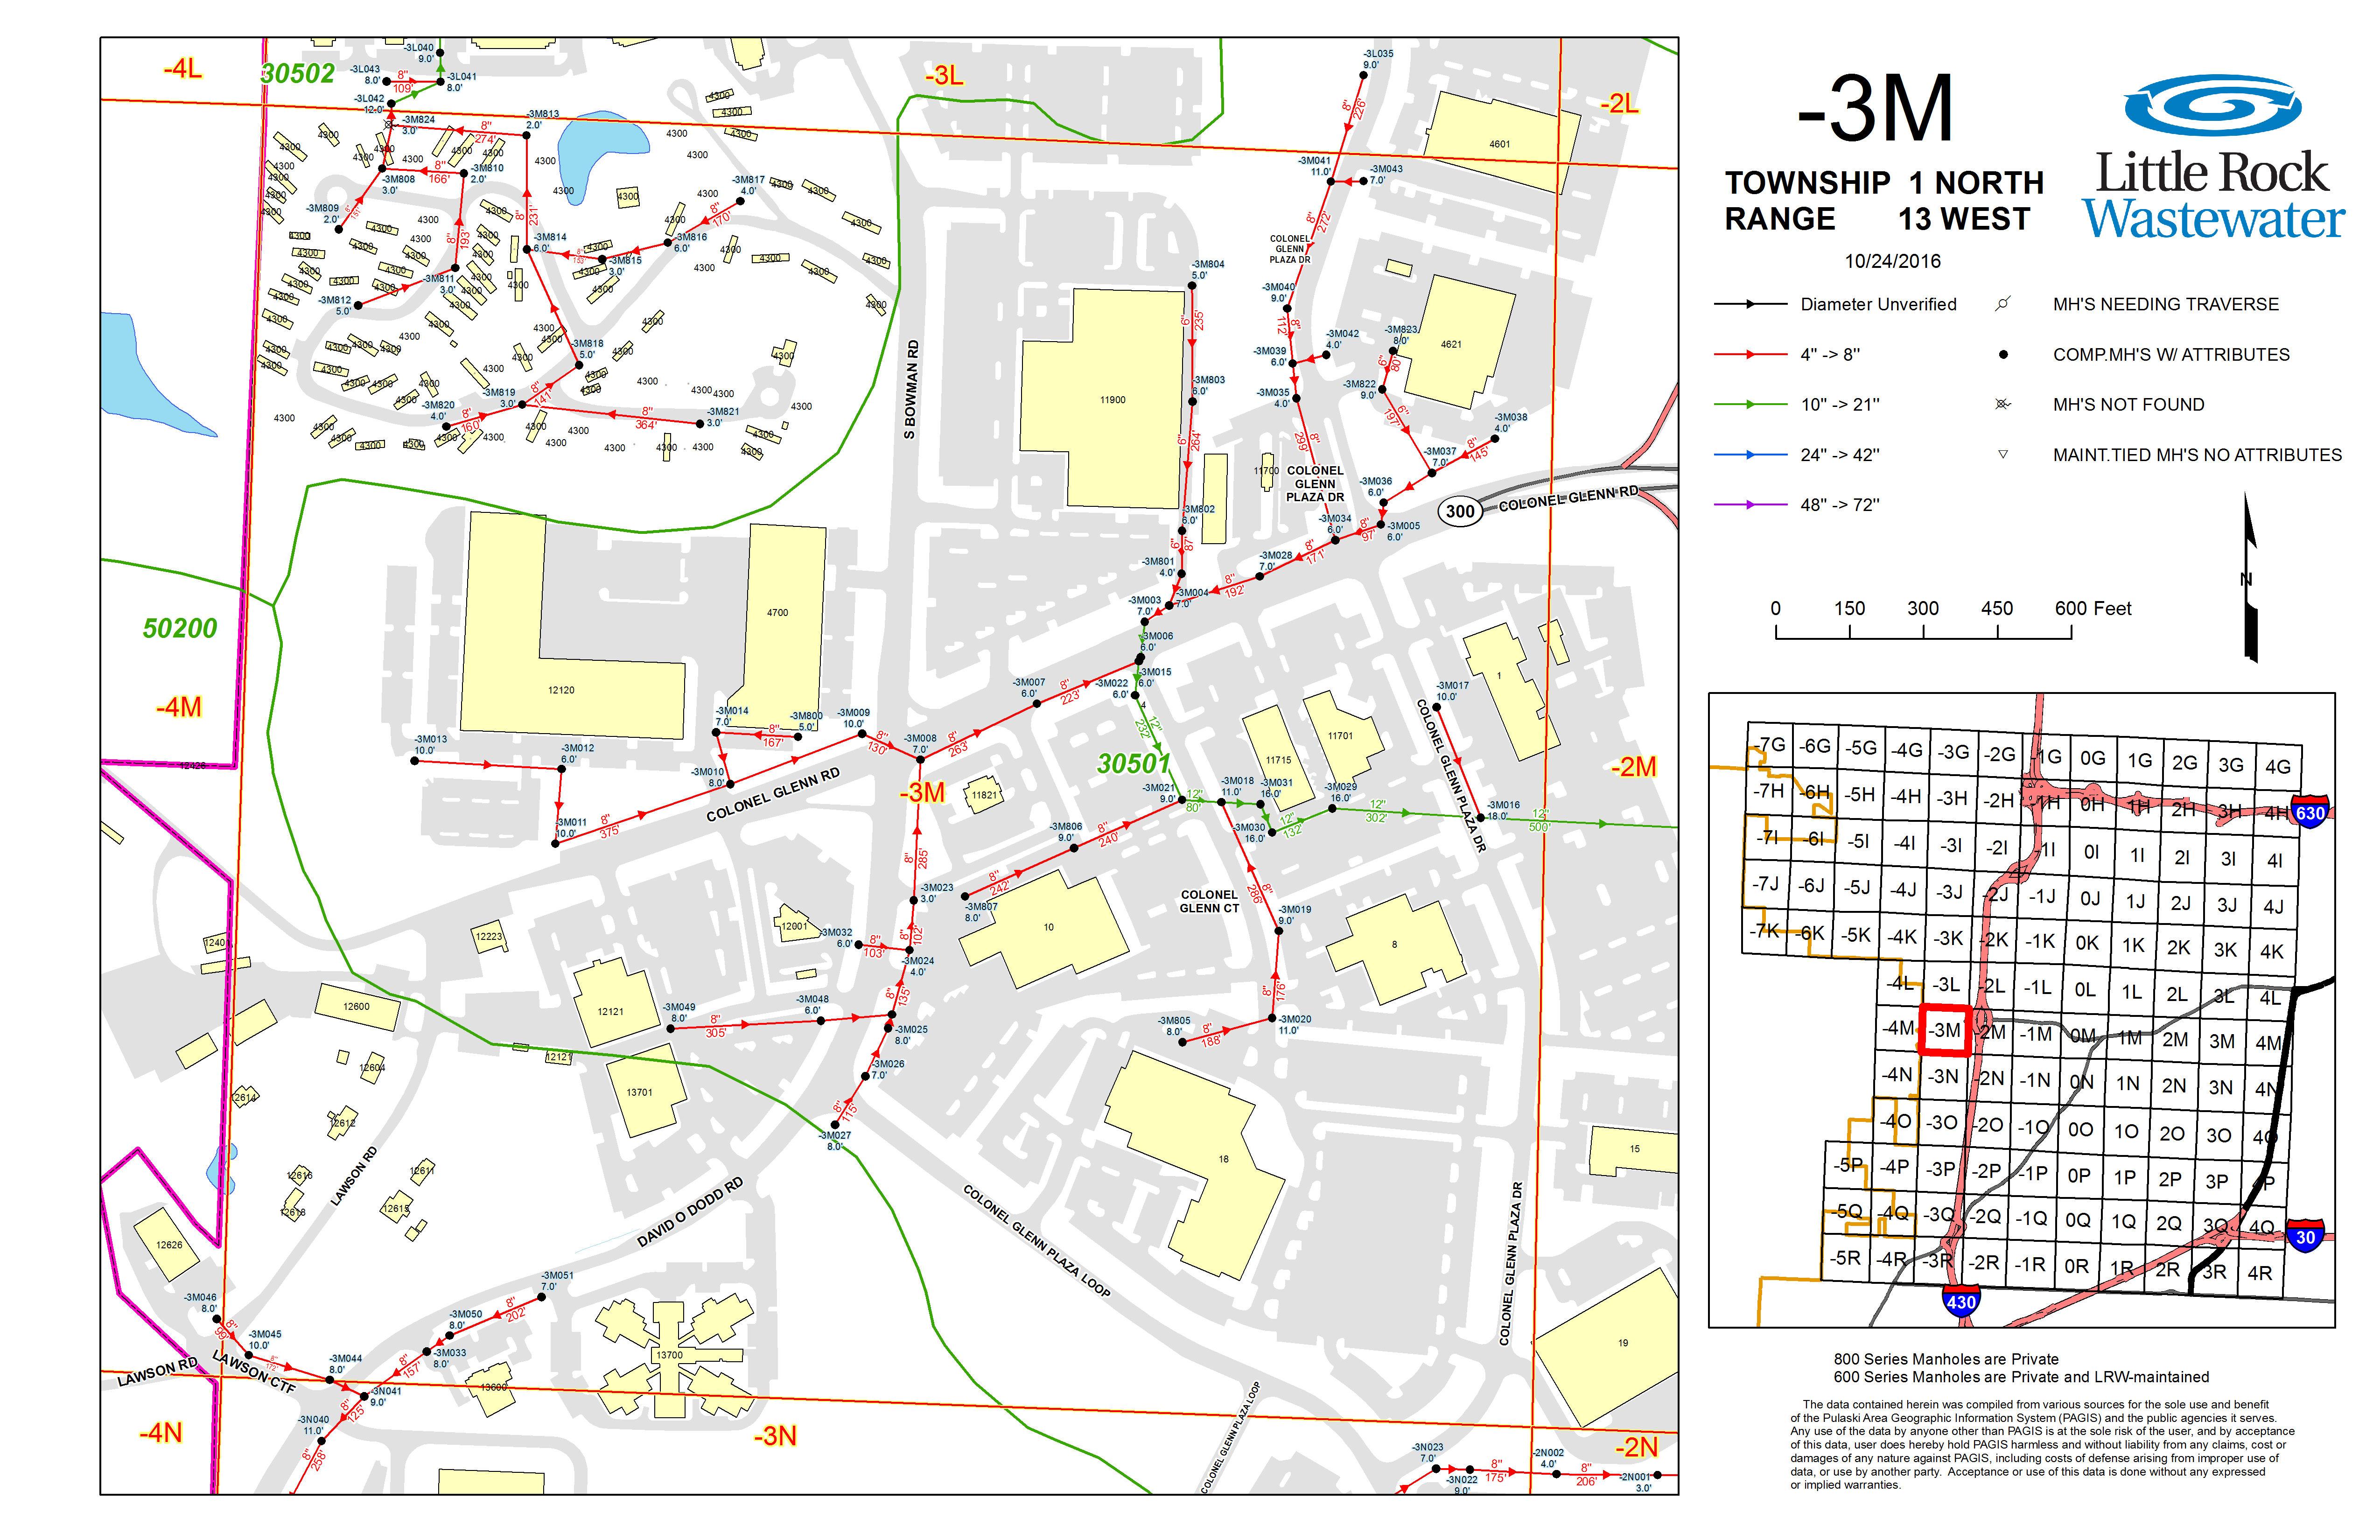 -3M
TOWNSHIP 1 NORTH
RANGE 13 WEST
10/24/2016
Little Rock
Wastewater
Diameter Unverified
4" -> 8"
10" -> 21"
24" -> 42"
48" -> 72"
MH'S NEEDING TRAVERSE
COMP.MH'S W/ ATTRIBUTES
MH'S NOT FOUND
MAINT.TIED MH'S NO ATTRIBUTES
N
0 150 300 450 600 Feet
-4L
30502
-3L
-2L
50200
-4M
-3M
30501
-2M
-4N
-3N
-2N
-3L040
9.0'
-3L043
8.0'
8"
109'
-3L041
8.0'
-3L042
12.0'
-3M824
3.0'
8"
274'
-3M813
2.0'
-3M808
3.0'
8"
166'
-3M810
2.0'
-3M809
2.0'
8"
193'
8"
231'
-3M817
4.0'
8"
170'
-3M814
6.0'
-3M816
6.0'
-3M815
3.0'
-3M811
3.0'
-3M812
5.0'
-3M818
5.0'
-3M819
3.0'
8"
141'
-3M820
4.0'
8"
160'
8"
364'
-3M821
3.0'
4300
-3L035
9.0'
8"
226'
4601
-3M041
11.0'
-3M043
7.0'
8"
272'
COLONEL
GLENN
PLAZA DR
-3M804
5.0'
6"
235'
-3M040
9.0'
8"
112'
-3M042
4.0'
-3M039
6.0'
-3M823
8.0'
6"
80'
4621
-3M803
6.0'
-3M035
4.0'
-3M822
9.0'
6"
197'
-3M038
4.0'
8"
145'
11900
6"
264'
8"
299'
11700
COLONEL
GLENN
PLAZA DR
-3M037
7.0'
-3M036
6.0'
300
COLONEL GLENN RD
S BOWMAN RD
-3M802
6.0'
6"
87'
-3M034
6.0'
8"
97'
-3M005
6.0'
-3M028
7.0'
8"
171'
-3M801
4.0'
8"
192'
-3M004
7.0'
-3M003
7.0'
-3M006
6.0'
-3M015
6.0'
-3M022
6.0'
4
4700
12120
-3M007
6.0'
8"
223'
8"
263'
-3M008
7.0'
-3M009
10.0'
8"
130'
-3M800
5.0'
8"
167'
-3M014
7.0'
-3M010
8.0'
-3M012
6.0'
-3M013
10.0'
-3M011
10.0'
8"
375'
COLONEL GLENN RD
12426
12"
232'
-3M017
10.0'
1
COLONEL GLENN PLAZA DR
11701
11715
11821
-3M021
9.0'
12"
80'
-3M018
11.0'
-3M031
16.0'
-3M029
16.0'
-3M030
16.0'
12"
132'
12"
302'
-3M016
18.0'
12"
500'
-3M806
9.0'
8"
240'
8"
285'
-3M023
3.0'
8"
242'
-3M807
8.0'
COLONEL
GLENN CT
8"
286'
-3M019
9.0'
10
8
12001
-3M032
6.0'
8"
103'
8"
102'
-3M024
4.0'
12223
12121
12600
-3M049
8.0'
8"
305'
-3M048
6.0'
8"
135'
-3M025
8.0'
-3M026
7.0'
8"
115'
-3M027
8.0'
8"
176'
-3M020
11.0'
-3M805
8.0'
8"
188'
12121
13701
12604
12614
12612
12616
12618
12611
12615
LAWSON RD
DAVID O DODD RD
COLONEL GLENN PLAZA LOOP
COLONEL GLENN PLAZA DR
18
15
19
12626
-3M046
8.0'
8"
99'
-3M045
10.0'
8"
172'
-3M044
8.0'
-3N041
9.0'
8"
125'
-3N040
11.0'
8"
258'
-3M051
7.0'
8"
202'
-3M050
8.0'
-3M033
8.0'
8"
157'
13600
13700
LAWSON RD
LAWSON CTF
COLONEL GLENN PLAZA LOOP
-3N023
7.0'
-3N022
9.0'
8"
175'
-3N002
4.0'
8"
206'
-2N001
3.0'
-7G -6G -5G -4G -3G -2G -1G 0G 1G 2G 3G 4G
-7H -6H -5H -4H -3H -2H -1H 0H 1H 2H 3H 4H
630
-7I -6I -5I -4I -3I -2I -1I 0I 1I 2I 3I 4I
-7J -6J -5J -4J -3J -2J -1J 0J 1J 2J 3J 4J
-7K -6K -5K -4K -3K -2K -1K 0K 1K 2K 3K 4K
-4L -3L -2L -1L 0L 1L 2L 3L 4L
-4M -3M -2M -1M 0M 1M 2M 3M 4M
-4N -3N -2N -1N 0N 1N 2N 3N 4N
-4O -3O -2O -1O 0O 1O 2O 3O 4O
-5P -4P -3P -2P -1P 0P 1P 2P 3P 4P
-5Q -4Q -3Q -2Q -1Q 0Q 1Q 2Q 3Q 4Q
30
-5R -4R -3R -2R -1R 0R 1R 2R 3R 4R
430
800 Series Manholes are Private
600 Series Manholes are Private and LRW-maintained
The data contained herein was compiled from various sources for the sole use and benefit
of the Pulaski Area Geographic Information System (PAGIS) and the public agencies it serves.
Any use of the data by anyone other than PAGIS is at the sole risk of the user, and by acceptance
of this data, user does hereby hold PAGIS harmless and without liability from any claims, cost or
damages of any nature against PAGIS, including costs of defense arising from improper use of
data, or use by another party. Acceptance or use of this data is done without any expressed
or implied warranties.